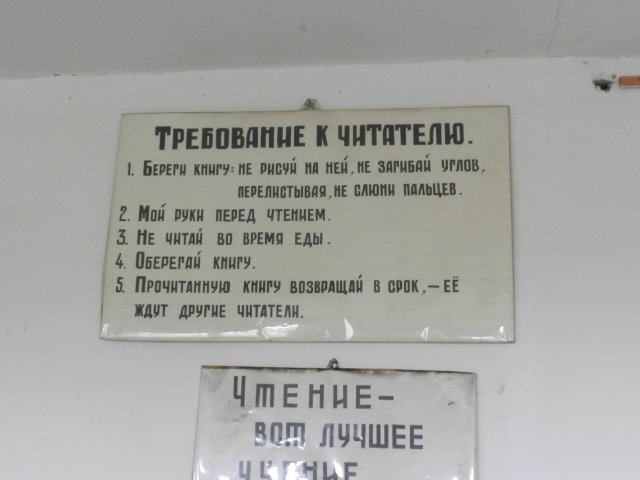 ТРЕБОВАНИЕ К ЧИТАТЕЛЮ.
1. БЕРЕГИ КНИГУ: НЕ РИСУЙ НА НЕЙ, НЕ ЗАГИБАЙ УГЛОВ,
ПЕРЕЛИСТЫВАЯ, НЕ СЛЮНИ ПАЛЬЦЕВ.
2. МОЙ РУКИ ПЕРЕД ЧТЕНИЕМ.
3. НЕ ЧИТАЙ ВО ВРЕМЯ ЕДЫ.
4. ОБЕРЕГАЙ КНИГУ.
5. ПРОЧИТАННУЮ КНИГУ ВОЗВРАЩАЙ В СРОК, – ЕЁ
ЖДУТ ДРУГИЕ ЧИТАТЕЛИ.
ЧТЕНИЕ –
ВОТ ЛУЧШЕЕ
УЧЕНИЕ